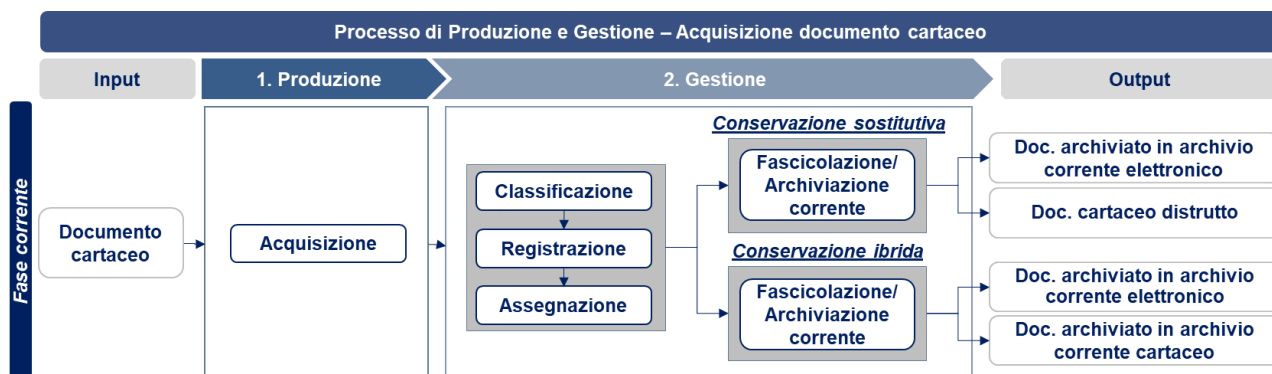 Processo di Produzione e Gestione – Acquisizione documento cartaceo
Input
1. Produzione
2. Gestione
Output
Fase corrente
Documento
cartaceo
Acquisizione
Classificazione
Registrazione
Assegnazione
Conservazione sostitutiva
Fascicolazione/
Archiviazione
corrente
Conservazione ibrida
Fascicolazione/
Archiviazione
corrente
Doc. archiviato in archivio
corrente elettronico
Doc. cartaceo distrutto
Doc. archiviato in archivio
corrente elettronico
Doc. archiviato in archivio
corrente cartaceo